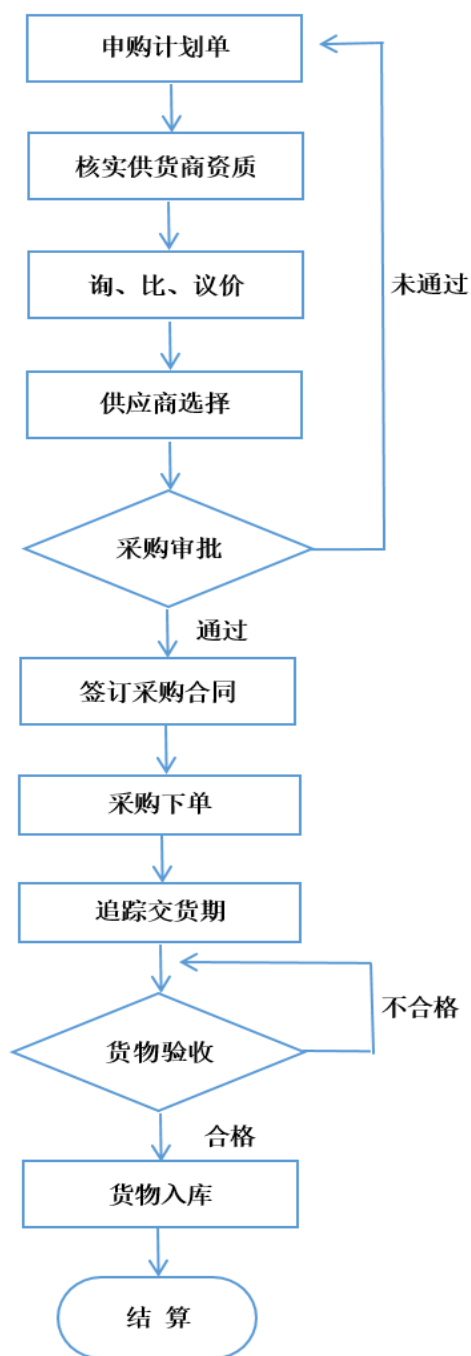 申购计划单
核实供货商资质
询、比、议价
未通过
供应商选择
采购审批
通过
签订采购合同
采购下单
追踪交货期
不合格
货物验收
合格
货物入库
结 算